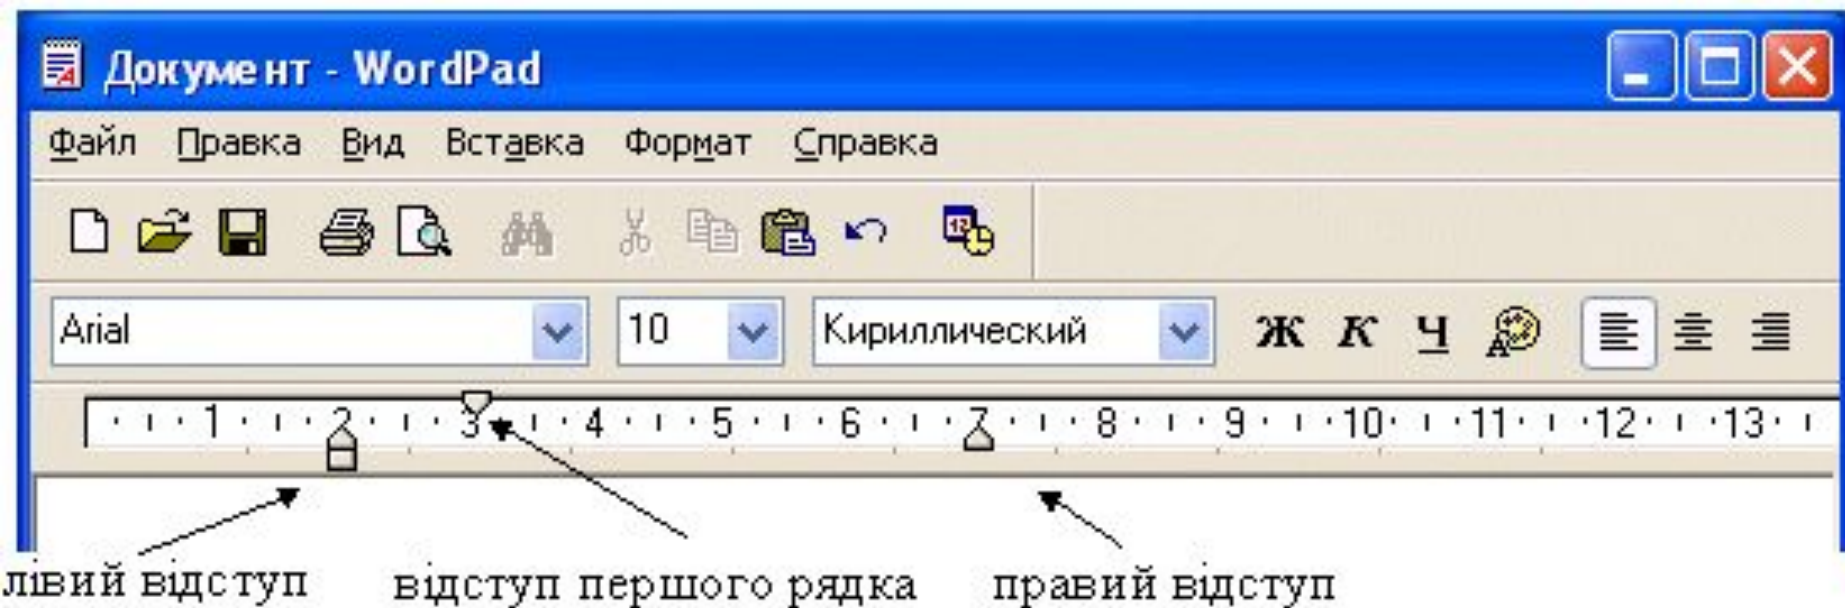 Документ - WordPad
Файл Правка Вид Вставка Формат Справка
12
Arial 10 Кириллический Ж К Ч A
1 2 3 4 5 6 7 8 9 10 11 12 13
лівий відступ відступ першого рядка правий відступ